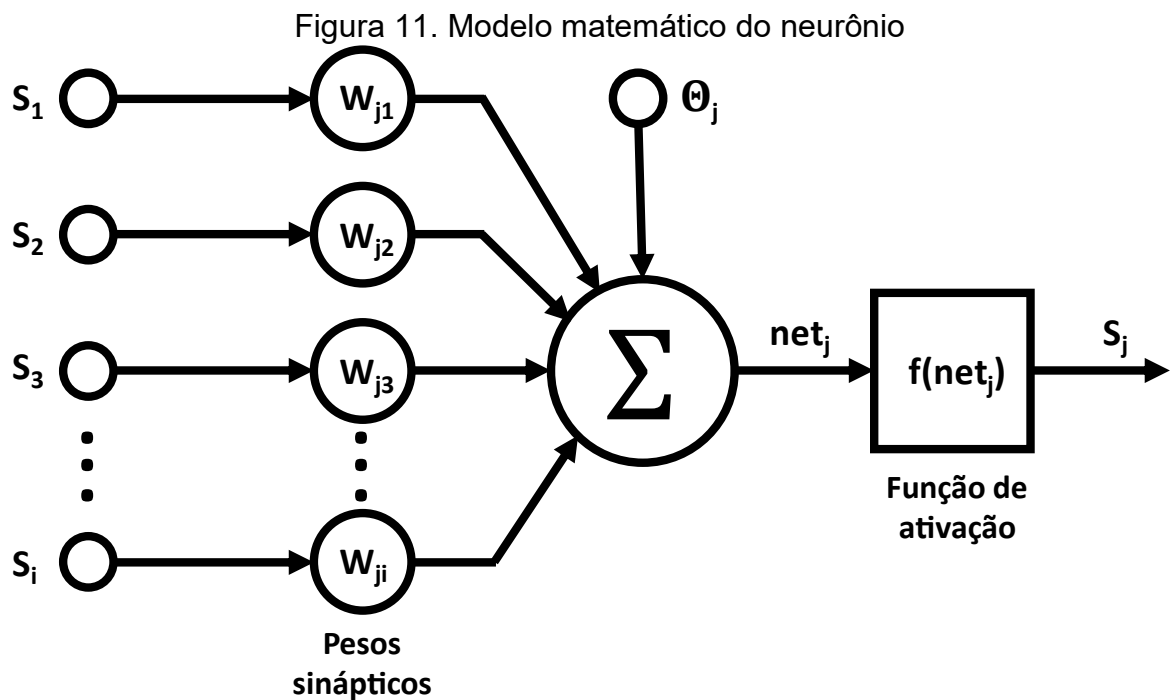 Figura 11. Modelo matemático do neurônio
S1 Wj1 Θj
S2 Wj2
S3 Wj3 Σ netj f(netj) Sj
Função de
ativação
Si Wji
Pesos
sinápticos